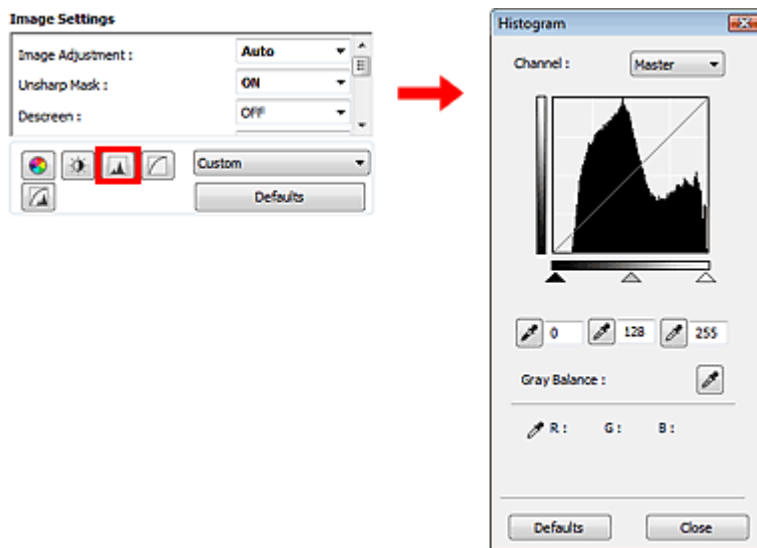 Image Settings
Image Adjustment : Auto
Unsharp Mask : ON
Descreen : OFF
Custom
Defaults
Histogram
Channel : Master
0 128 255
Gray Balance :
R : G : B :
Defaults Close